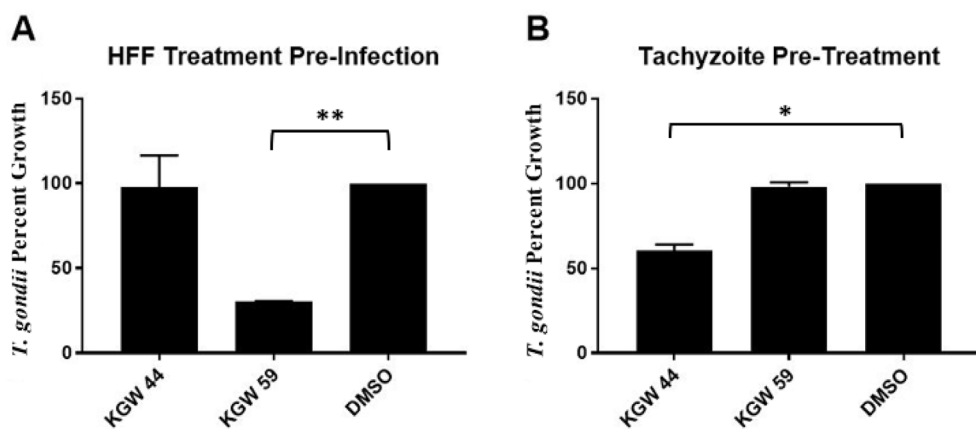 A
HFF Treatment Pre-Infection
T. gondii Percent Growth
150
100
50
0
**
KGW 44
KGW 59
DMSO
B
Tachyzoite Pre-Treatment
T. gondii Percent Growth
150
100
50
0
*
KGW 44
KGW 59
DMSO